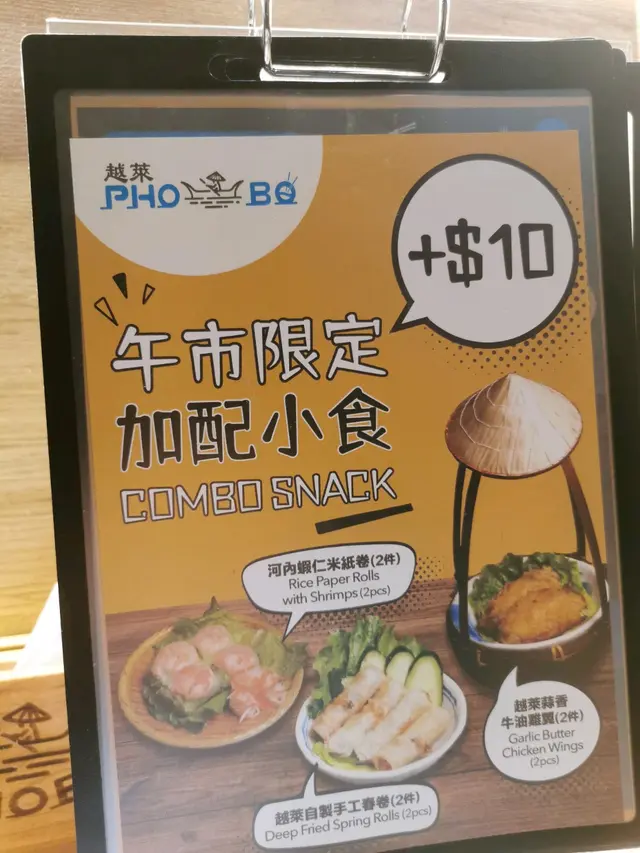 越萊
PHO BO
+$10
午市限定
加配小食
COMBO SNACK
河內蝦仁米紙卷(2件)
Rice Paper Rolls
with Shrimps (2pcs)
越萊蒜香
牛油雞翼(2件)
Garlic Butter
Chicken Wings
(2pcs)
越萊自製手工春卷(2件)
Deep Fried Spring Rolls (2pcs)